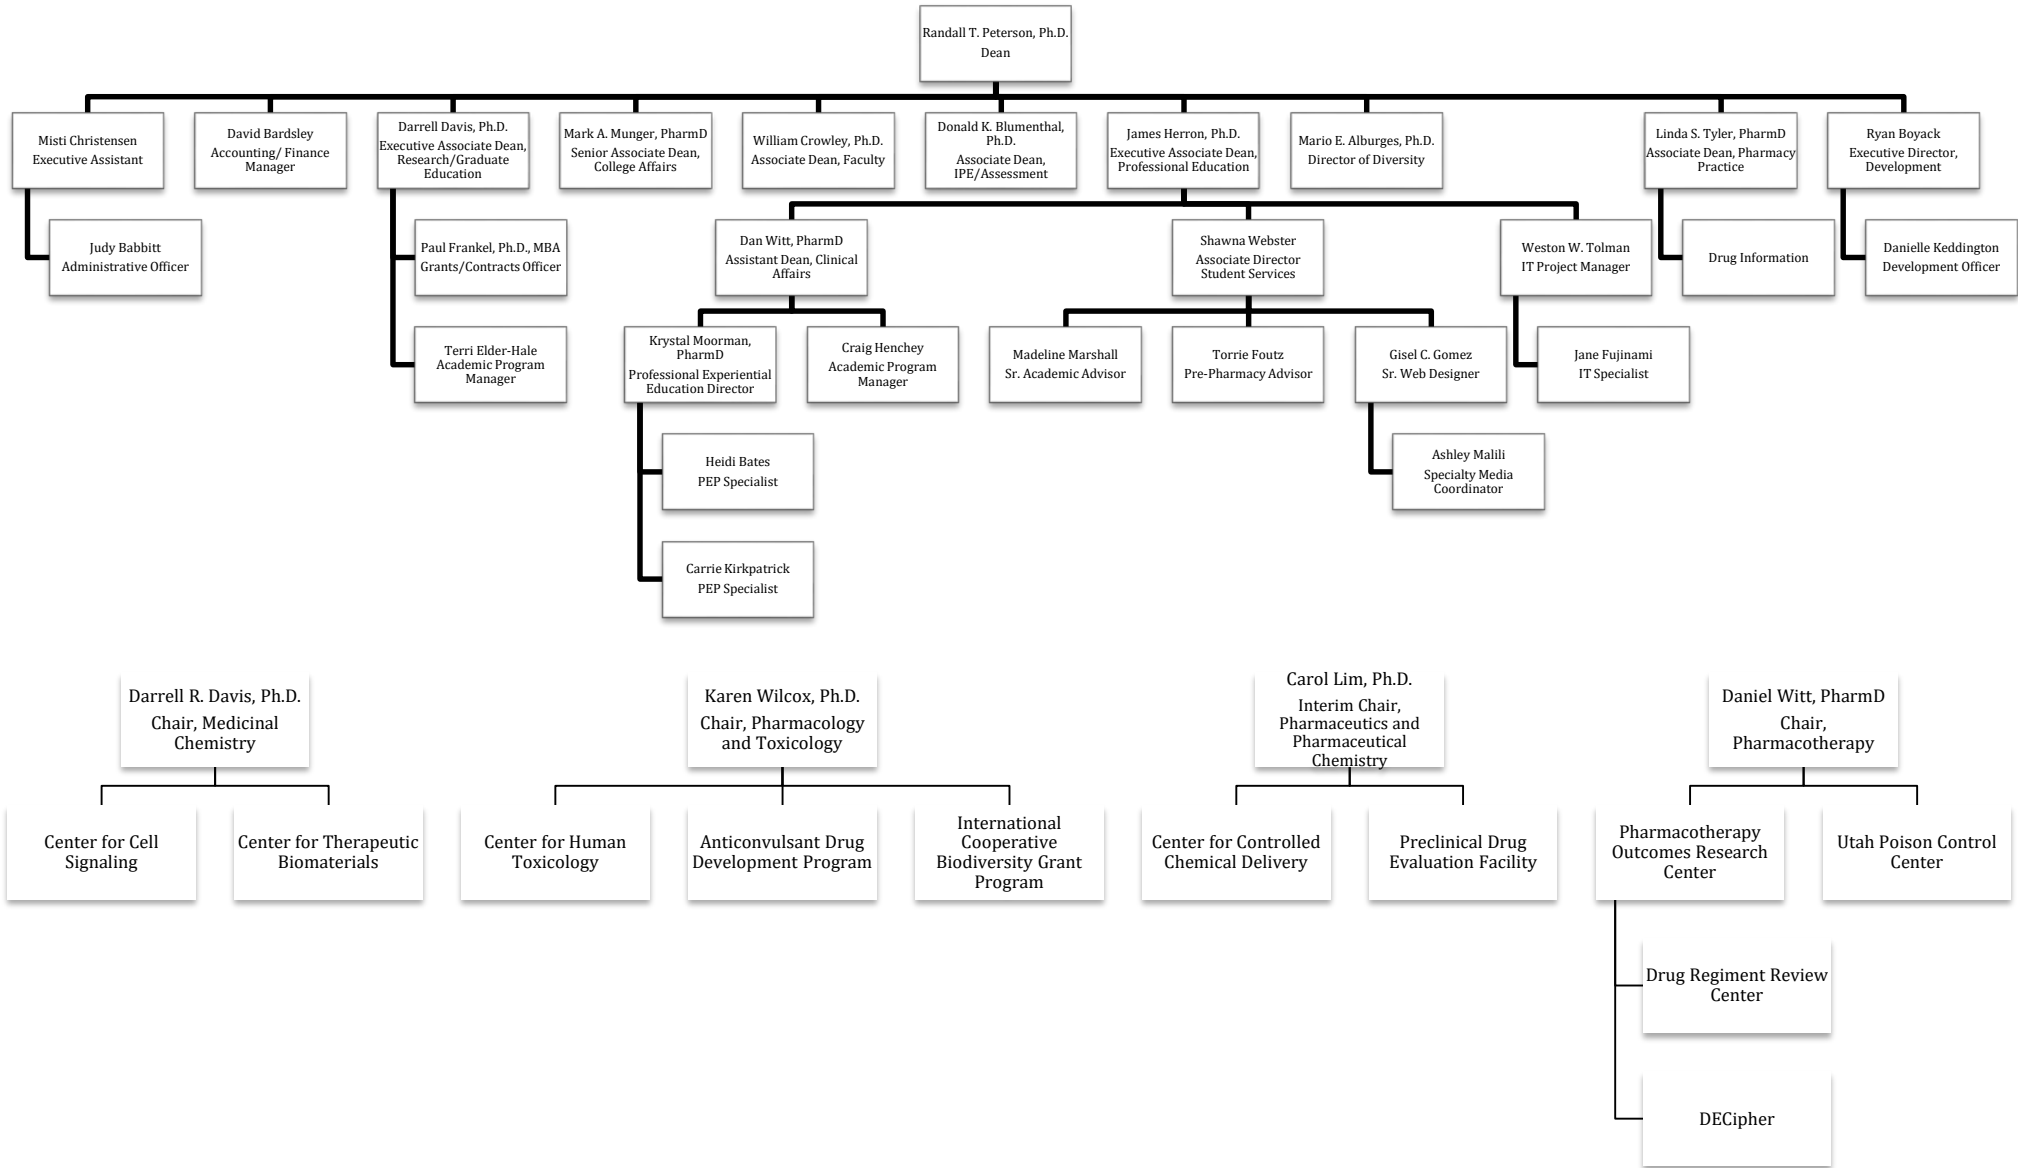 Randall T. Peterson, Ph.D.
Dean
Misti Christensen
Executive Assistant
David Bardsley
Accounting/ Finance
Manager
Darrell Davis, Ph.D.
Executive Associate Dean,
Research/Graduate
Education
Mark A. Munger, PharmD
Senior Associate Dean,
College Affairs
William Crowley, Ph.D.
Associate Dean, Faculty
Donald K. Blumenthal,
Ph.D.
Associate Dean,
IPE/Assessment
James Herron, Ph.D.
Executive Associate Dean,
Professional Education
Mario E. Alburges, Ph.D.
Director of Diversity
Linda S. Tyler, PharmD
Associate Dean, Pharmacy
Practice
Ryan Boyack
Executive Director,
Development
Judy Babbitt
Administrative Officer
Paul Frankel, Ph.D., MBA
Grants/Contracts Officer
Dan Witt, PharmD
Assistant Dean, Clinical
Affairs
Shawna Webster
Associate Director
Student Services
Weston W. Tolman
IT Project Manager
Drug Information
Danielle Keddington
Development Officer
Terri Elder-Hale
Academic Program
Manager
Krystal Moorman,
PharmD
Professional Experiential
Education Director
Craig Henchey
Academic Program
Manager
Madeline Marshall
Sr. Academic Advisor
Torrie Foutz
Pre-Pharmacy Advisor
Gisel C. Gomez
Sr. Web Designer
Jane Fujinami
IT Specialist
Heidi Bates
PEP Specialist
Ashley Malili
Specialty Media
Coordinator
Carrie Kirkpatrick
PEP Specialist
Darrell R. Davis, Ph.D.
Chair, Medicinal
Chemistry
Karen Wilcox, Ph.D.
Chair, Pharmacology
and Toxicology
Carol Lim, Ph.D.
Interim Chair,
Pharmaceutics and
Pharmaceutical
Chemistry
Daniel Witt, PharmD
Chair,
Pharmacotherapy
Center for Cell
Signaling
Center for Therapeutic
Biomaterials
Center for Human
Toxicology
Anticonvulsant Drug
Development Program
International
Cooperative
Biodiversity Grant
Program
Center for Controlled
Chemical Delivery
Preclinical Drug
Evaluation Facility
Pharmacotherapy
Outcomes Research
Center
Utah Poison Control
Center
Drug Regiment Review
Center
DECipher